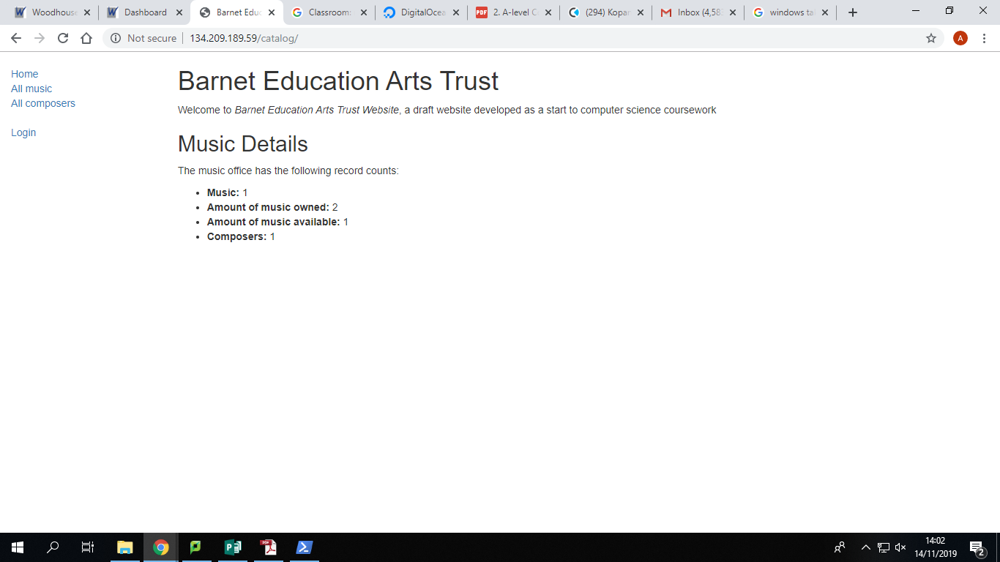 Woodhouse Dashboard Barnet Educ Classroom: DigitalOcea 2. A-level C (294) Kopar Inbox (4,583 windows ta
Not secure 134.209.189.59/catalog/ A
Home
All music
All composers
Login
Barnet Education Arts Trust
Welcome to Barnet Education Arts Trust Website, a draft website developed as a start to computer science coursework
Music Details
The music office has the following record counts:
Music: 1
Amount of music owned: 2
Amount of music available: 1
Composers: 1
14:02
14/11/2019
2